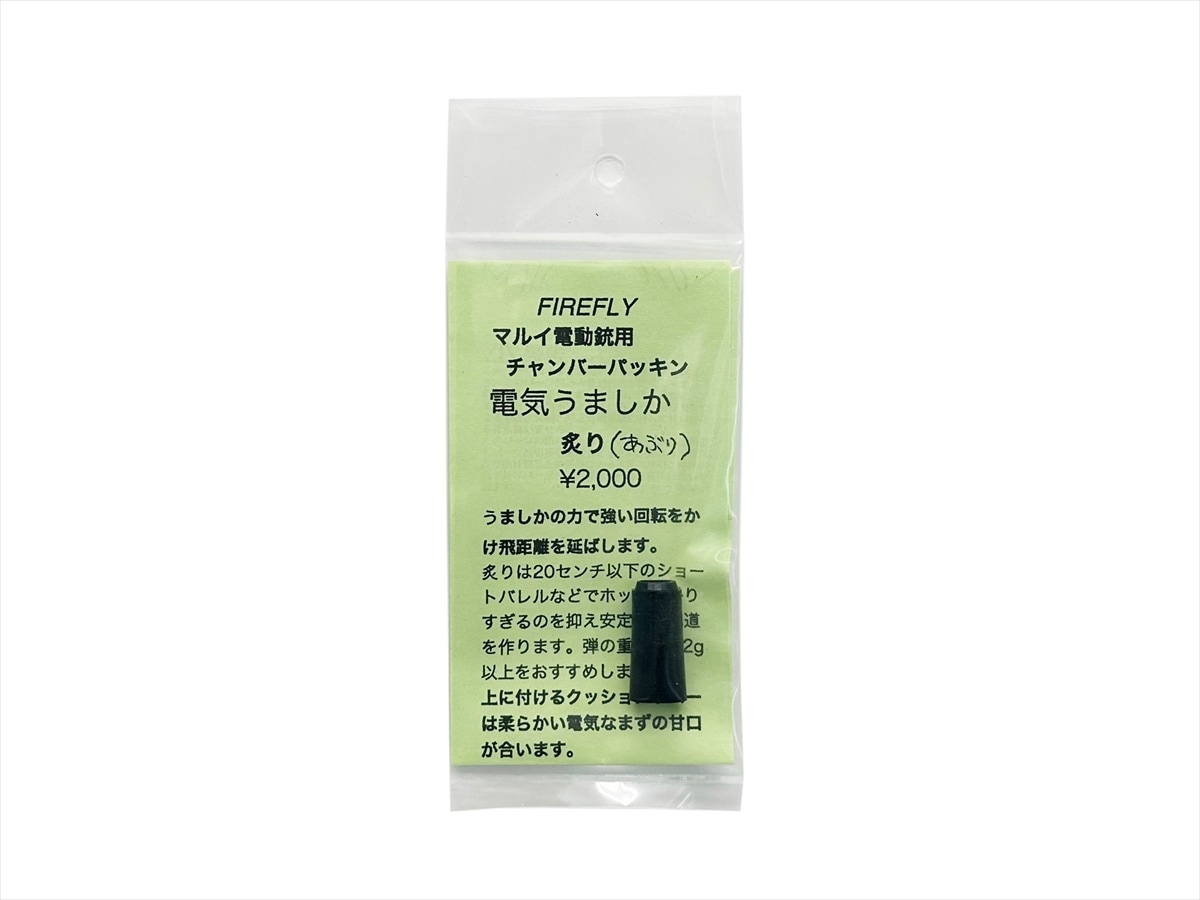 FIREFLY
マルイ電動銃用
チャンバーパッキン
電気うましか
炙り(あぶり)
¥2,000
うましかの力で強い回転をか
け飛距離を延ばします。
炙りは20センチ以下のショー
トバレルなどでホッ り
すぎるのを抑え安定 道
を作ります。弾の重 2g
以上をおすすめしま
上に付けるクッション ー
は柔らかい電気なまずの甘口
が合います。